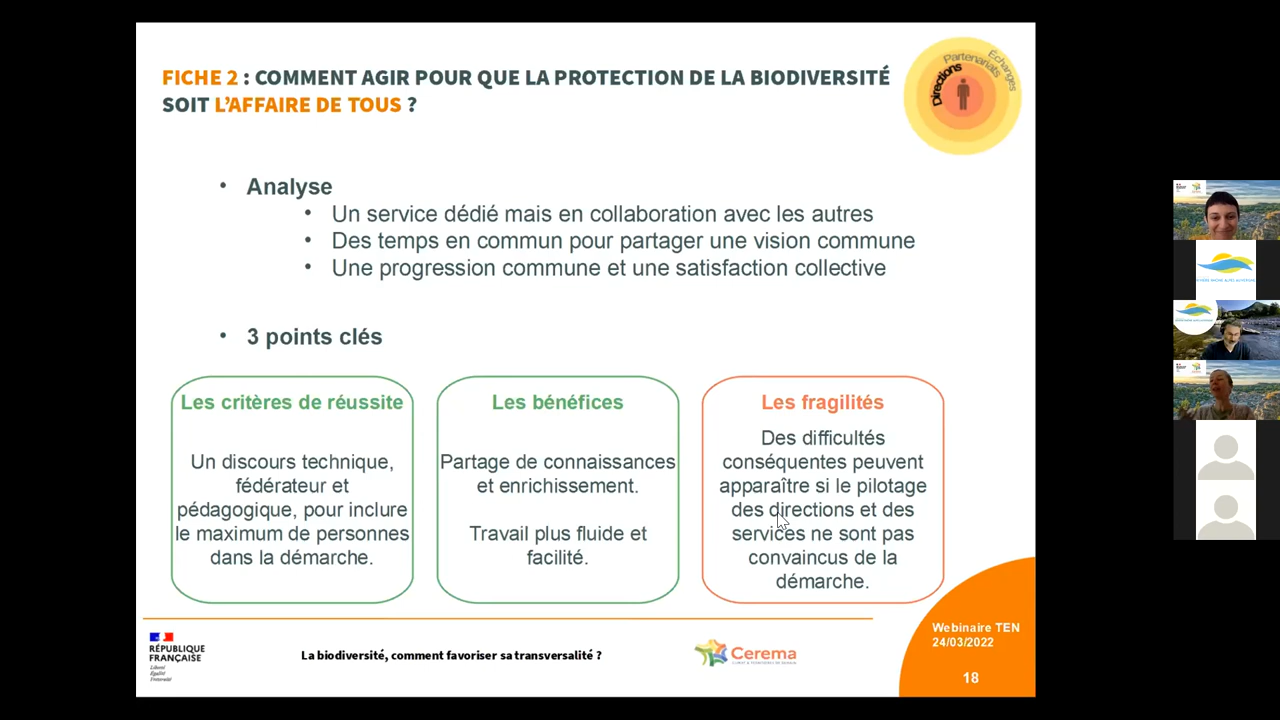 FICHE 2 : COMMENT AGIR POUR QUE LA PROTECTION DE LA BIODIVERSITÉ
SOIT L'AFFAIRE DE TOUS ?
Échanges
Partenariats
Directions
• Analyse
• Un service dédié mais en collaboration avec les autres
• Des temps en commun pour partager une vision commune
• Une progression commune et une satisfaction collective
• 3 points clés
Les critères de réussite
Un discours technique,
fédérateur et
pédagogique, pour inclure
le maximum de personnes
dans la démarche.
Les bénéfices
Partage de connaissances
et enrichissement.
Travail plus fluide et
facilité.
Les fragilités
Des difficultés
conséquentes peuvent
apparaître si le pilotage
des directions et des
services ne sont pas
convaincus de la
démarche.
RÉPUBLIQUE
FRANÇAISE
Liberté
Égalité
Fraternité
La biodiversité, comment favoriser sa transversalité ?
Cerema
Webinaire TEN
24/03/2022
18